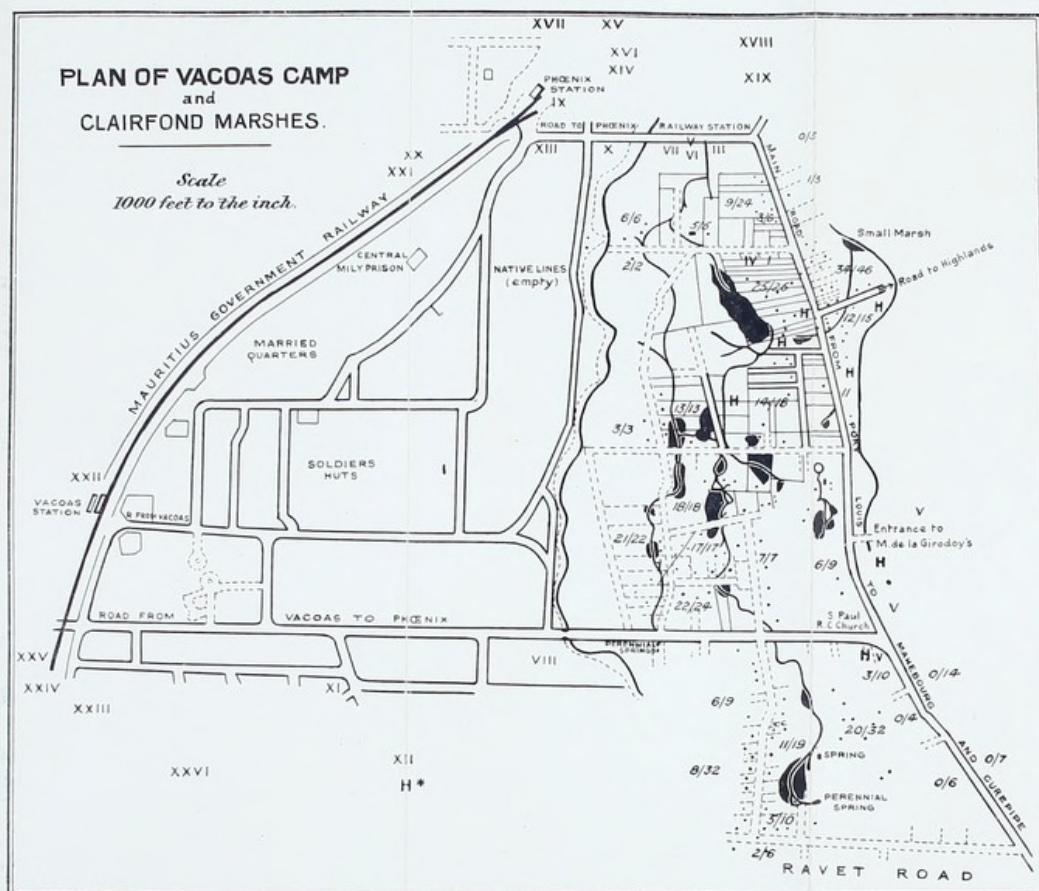 PLAN OF VACOAS CAMP
and
CLAIRFOND MARSHES.
Scale
1000 feet to the inch.
XVII XV
XVI
XIV
XVIII
XIX
PHŒNIX
STATION
IX
ROAD TO PHŒNIX RAILWAY STATION
XX
XXI
XIII
X
VII
V
VI
III
0/3
1/3
MAURITIUS GOVERNMENT RAILWAY
CENTRAL
MILY PRISON
NATIVE LINES
(empty)
MARRIED
QUARTERS
6/6
5/5
9/24
3/6
2/2
IV I
25/26
Small Marsh
34/46
Road to Highlands
12/15
H
H
H
H
11
MAIN ROAD FROM PORT LOUIS TO MAHEBOURG AND CUREPIPE
3/3
13/13
H
14/18
SOLDIERS
HUTS
XXII
VACOAS
STATION
R. FROM VACOAS
18/18
21/22
17/17
7/7
22/24
6/9
V
Entrance to
M. de la Girodoy's
H
V
S. Paul
R C Church
ROAD FROM VACOAS TO PHŒNIX
PERENNIAL
SPRINGS
H V
3/10
0/14
XXV
XXIV
XXIII
XI
VIII
6/9
0/4
20/32
11/19
SPRING
0/7
0/6
XXVI
XII
H*
8/32
PERENNIAL
SPRING
3/10
2/6
RAVET ROAD